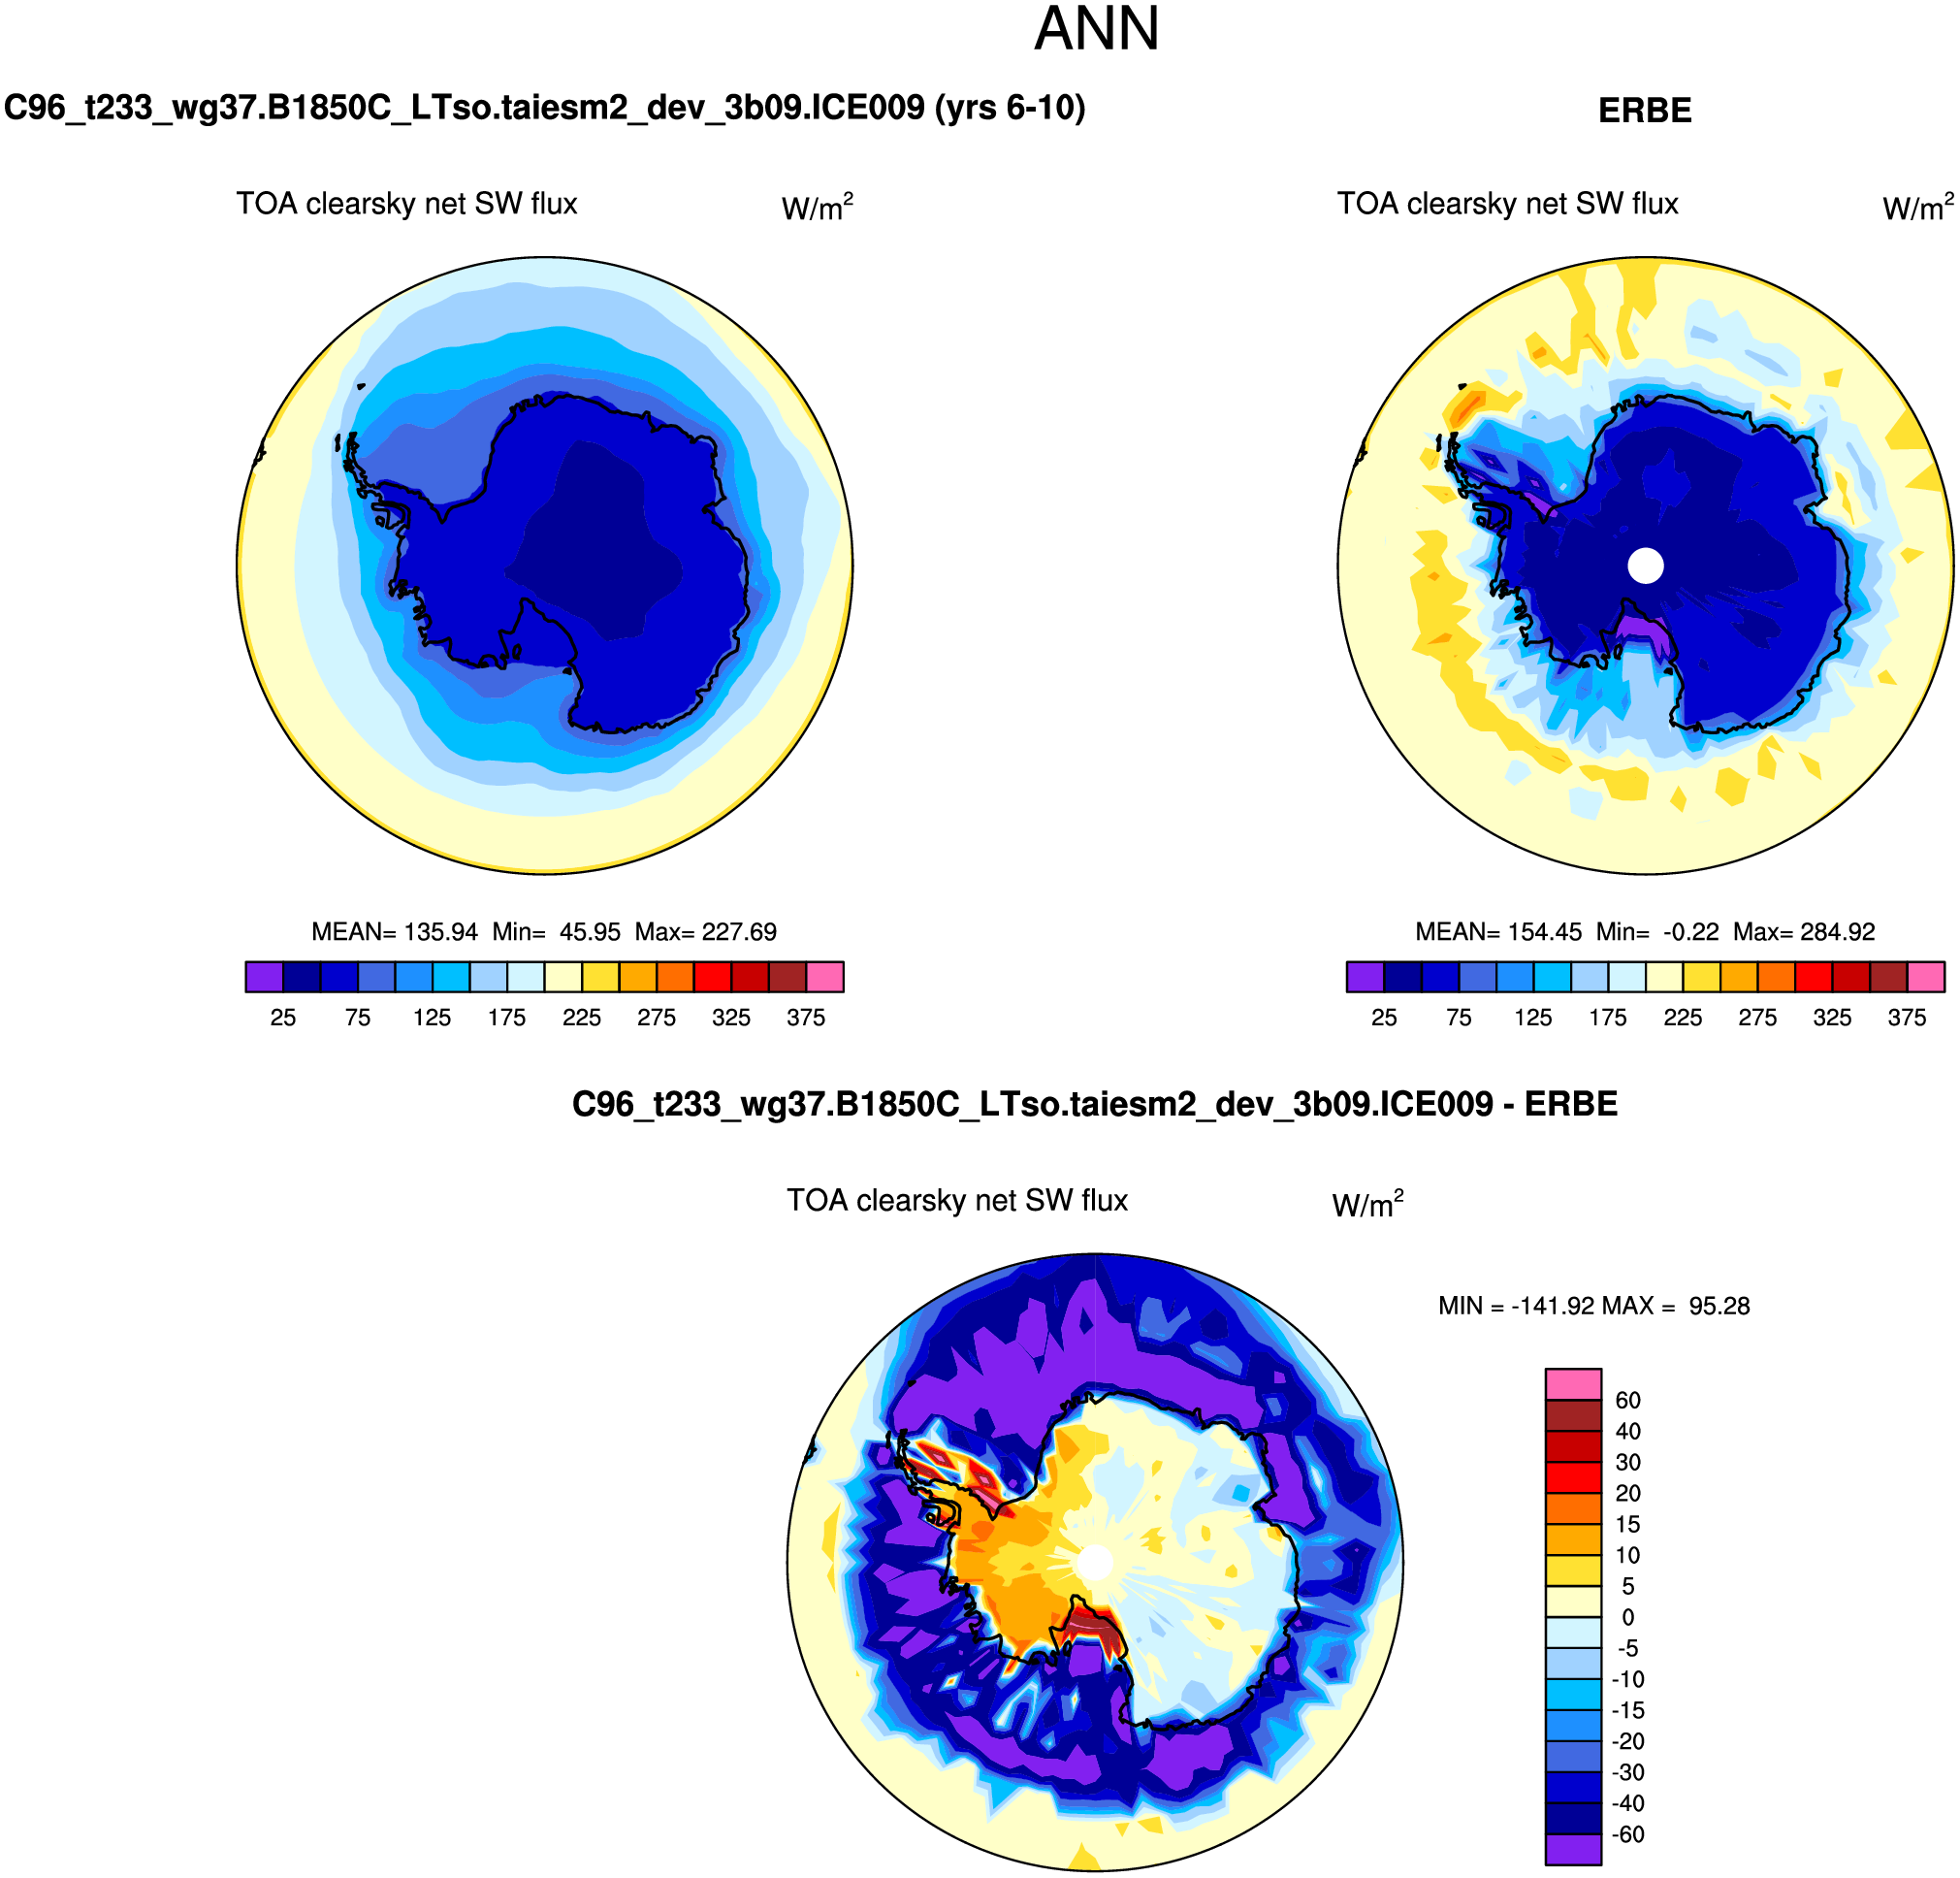 ANN
C96_t233_wg37.B1850C_LTso.taiesm2_dev_3b09.ICE009 (yrs 6-10)
ERBE
TOA clearsky net SW flux W/m²
TOA clearsky net SW flux W/m²
MEAN= 135.94 Min= 45.95 Max= 227.69
25 75 125 175 225 275 325 375
MEAN= 154.45 Min= -0.22 Max= 284.92
25 75 125 175 225 275 325 375
C96_t233_wg37.B1850C_LTso.taiesm2_dev_3b09.ICE009 - ERBE
TOA clearsky net SW flux W/m²
MIN = -141.92 MAX = 95.28
60
40
30
20
15
10
5
0
-5
-10
-15
-20
-30
-40
-60